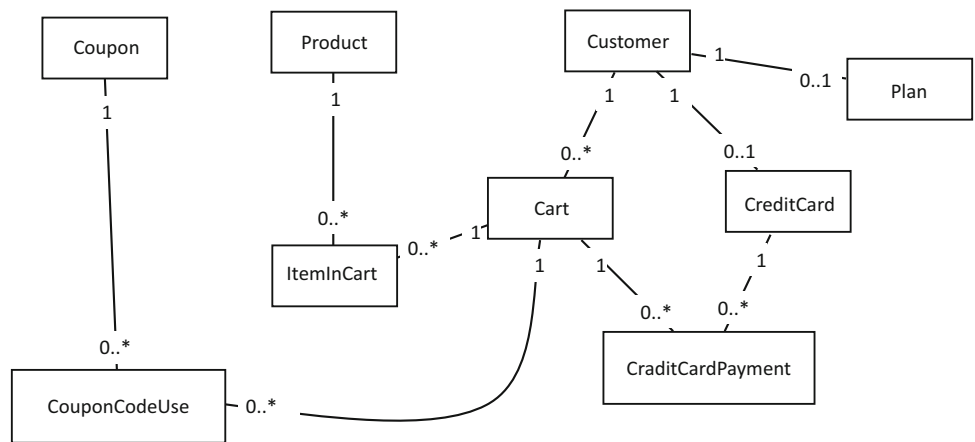 Coupon
Product
Customer
1
0..1
Plan
1
1
1
1
0..*
0..1
Cart
CreditCard
0..*
1
0..*
ItemInCart
1
1
1
0..*
0..*
0..*
CraditCardPayment
CouponCodeUse
0..*